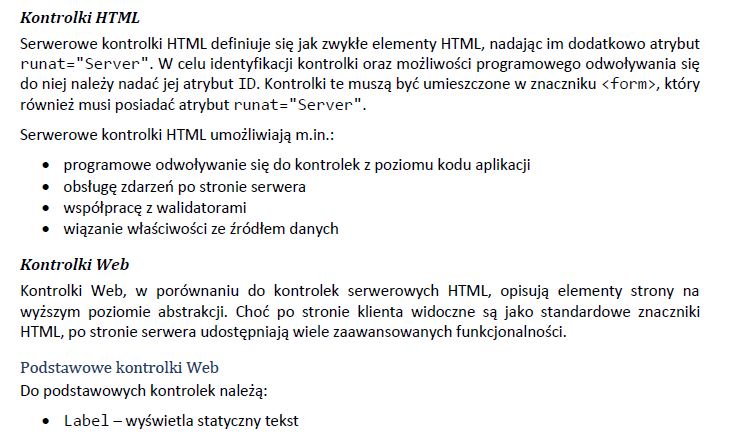 Kontrolki HTML
Serwerowe kontrolki HTML definiuje się jak zwykłe elementy HTML, nadając im dodatkowo atrybut
runat="Server". W celu identyfikacji kontrolki oraz możliwości programowego odwoływania się
do niej należy nadać jej atrybut ID. Kontrolki te muszą być umieszczone w znaczniku <form>, który
również musi posiadać atrybut runat="Server".
Serwerowe kontrolki HTML umożliwiają m.in.:
• programowe odwoływanie się do kontrolek z poziomu kodu aplikacji
• obsługę zdarzeń po stronie serwera
• współpracę z walidatorami
• wiązanie właściwości ze źródłem danych
Kontrolki Web
Kontrolki Web, w porównaniu do kontrolek serwerowych HTML, opisują elementy strony na
wyższym poziomie abstrakcji. Choć po stronie klienta widoczne są jako standardowe znaczniki
HTML, po stronie serwera udostępniają wiele zaawansowanych funkcjonalności.
Podstawowe kontrolki Web
Do podstawowych kontrolek należą:
• Label – wyświetla statyczny tekst